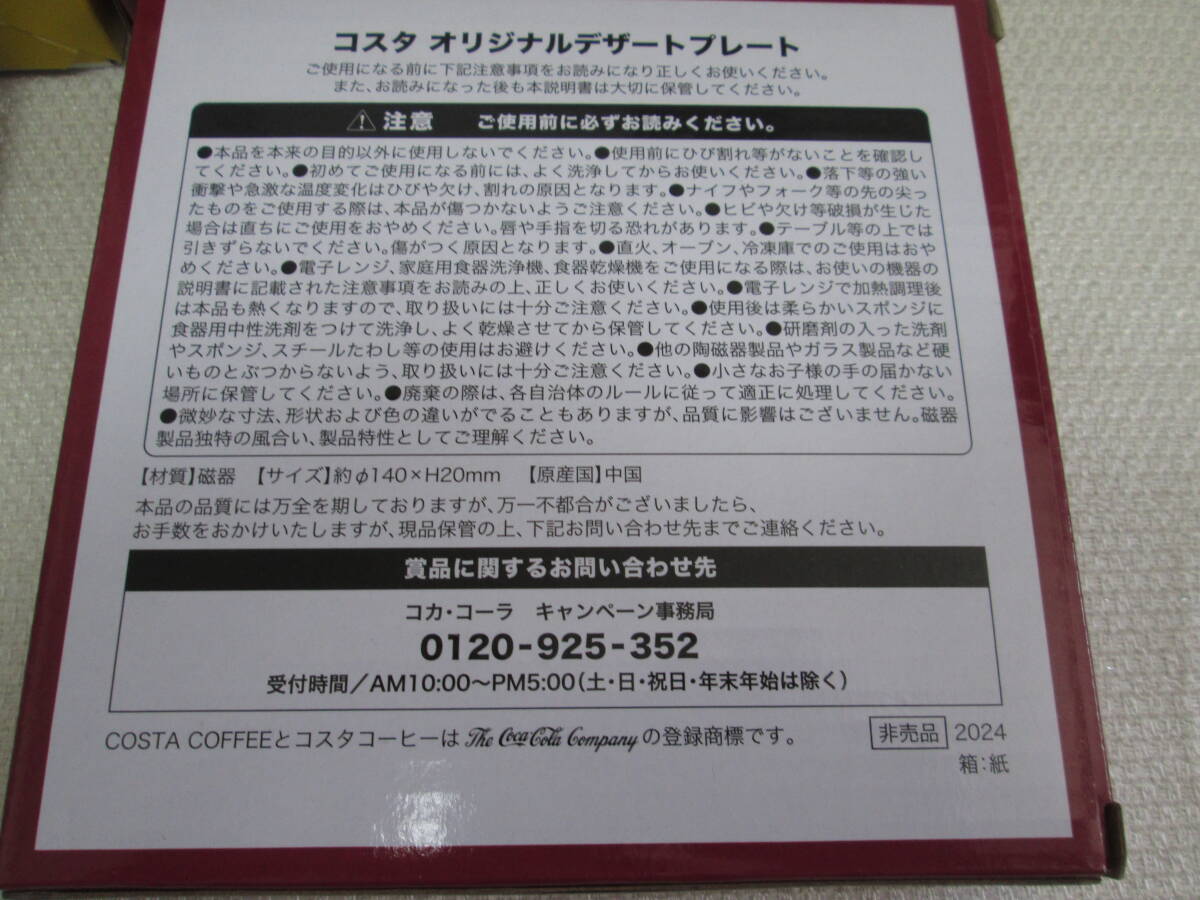 コスタ オリジナルデザートプレート
ご使用になる前に下記注意事項をお読みになり正しくお使いください。
また、お読みになった後も本説明書は大切に保管してください。
⚠ 注意 ご使用前に必ずお読みください。
●本品を本来の目的以外に使用しないでください。●使用前にひび割れ等がないことを確認し
てください。●初めてご使用になる前には、よく洗浄してからお使いください。●落下等の強い
衝撃や急激な温度変化はひびや欠け、割れの原因となります。●ナイフやフォーク等の先の尖っ
たものをご使用する際は、本品が傷つかないようご注意ください。●ヒビや欠け等破損が生じた
場合は直ちにご使用をおやめください。唇や手指を切る恐れがあります。●テーブル等の上では
引きずらないでください。傷がつく原因となります。●直火、オーブン、冷凍庫でのご使用はおや
めください。●電子レンジ、家庭用食器洗浄機、食器乾燥機をご使用になる際は、お使いの機器の
説明書に記載された注意事項をお読みの上、正しくお使いください。●電子レンジで加熱調理後
は本品も熱くなりますので、取り扱いには十分ご注意ください。●使用後は柔らかいスポンジに
食器用中性洗剤をつけて洗浄し、よく乾燥させてから保管してください。●研磨剤の入った洗剤
やスポンジ、スチールたわし等の使用はお避けください。●他の陶磁器製品やガラス製品など硬
いものとぶつからないよう、取り扱いには十分ご注意ください。●小さなお子様の手の届かない
場所に保管してください。●廃棄の際は、各自治体のルールに従って適正に処理してください。
●微妙な寸法、形状および色の違いがでることもありますが、品質に影響はございません。磁器
製品独特の風合い、製品特性としてご理解ください。
【材質】磁器 【サイズ】約φ140×H20mm 【原産国】中国
本品の品質には万全を期しておりますが、万一不都合がございましたら、
お手数をおかけいたしますが、現品保管の上、下記お問い合わせ先までご連絡ください。
賞品に関するお問い合わせ先
コカ・コーラ キャンペーン事務局
0120-925-352
受付時間/AM10:00~PM5:00(土・日・祝日・年末年始は除く)
COSTA COFFEEとコスタコーヒーは The Coca-Cola Company の登録商標です。
非売品 2024
箱:紙